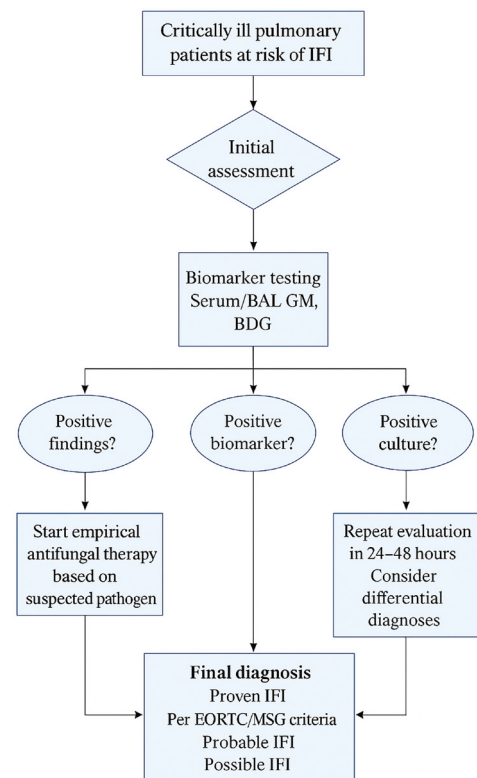 Critically ill pulmonary
patients at risk of IFI
Initial
assessment
Biomarker testing
Serum/BAL GM,
BDG
Positive
findings?
Positive
biomarker?
Positive
culture?
Start empirical
antifungal therapy
based on
suspected pathogen
Repeat evaluation
in 24–48 hours
Consider
differential
diagnoses
Final diagnosis
Proven IFI
Per EORTC/MSG criteria
Probable IFI
Possible IFI